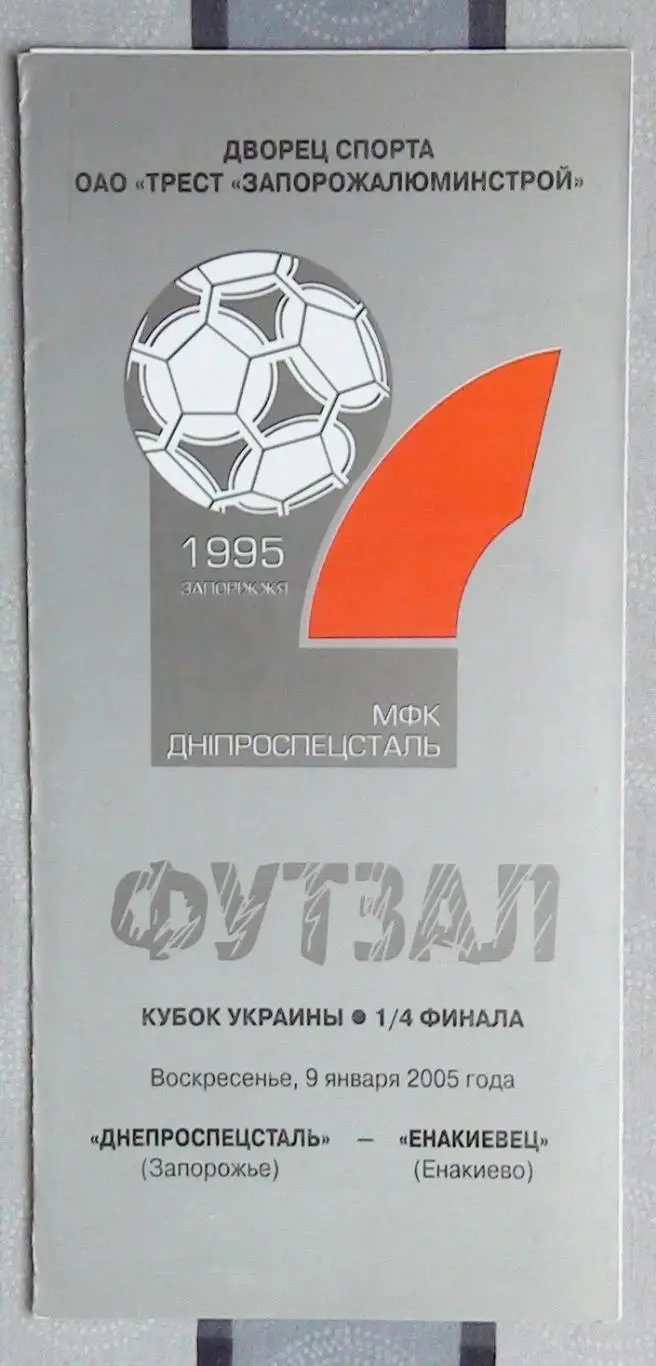 ДВОРЕЦ СПОРТА
ОАО «ТРЕСТ «ЗАПОРОЖАЛЮМИНСТРОЙ»
1995
ЗАПОРІЖЖЯ
МФК
ДНІПРОСПЕЦСТАЛЬ
ФУТЗАЛ
КУБОК УКРАИНЫ ● 1/4 ФИНАЛА
Воскресенье, 9 января 2005 года
«ДНЕПРОСПЕЦСТАЛЬ» – «ЕНАКИЕВЕЦ»
(Запорожье) (Енакиево)